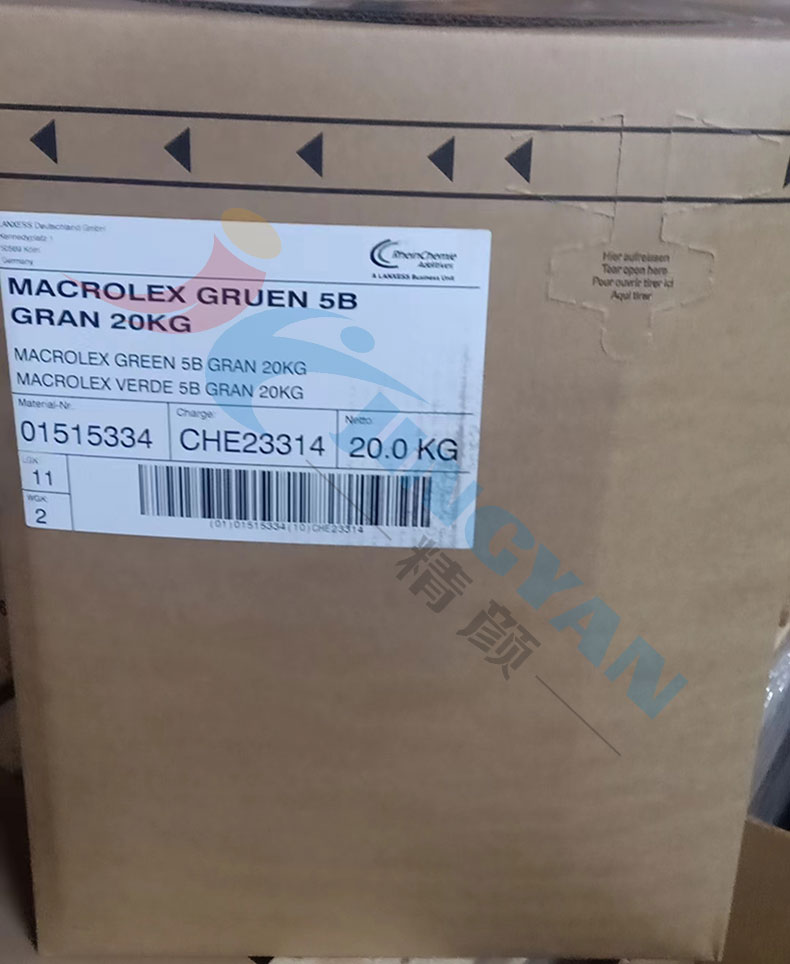 LANXESS Deutschland GmbH
Kennedyplatz 1
50569 Köln
Germany
RheinChemie
Additives
A LANXESS Business Unit
MACROLEX GRUEN 5B
GRAN 20KG
MACROLEX GREEN 5B GRAN 20KG
MACROLEX VERDE 5B GRAN 20KG
Material-Nr.
Charge:
Netto:
01515334
CHE23314
20.0 KG
LGK:
11
WGK:
2
(01)01515334(10)CHE23314
Hier aufreissen
Tear open here
Pour ouvrir tirer ici
Aqui tirar
JINGYAN
精颜